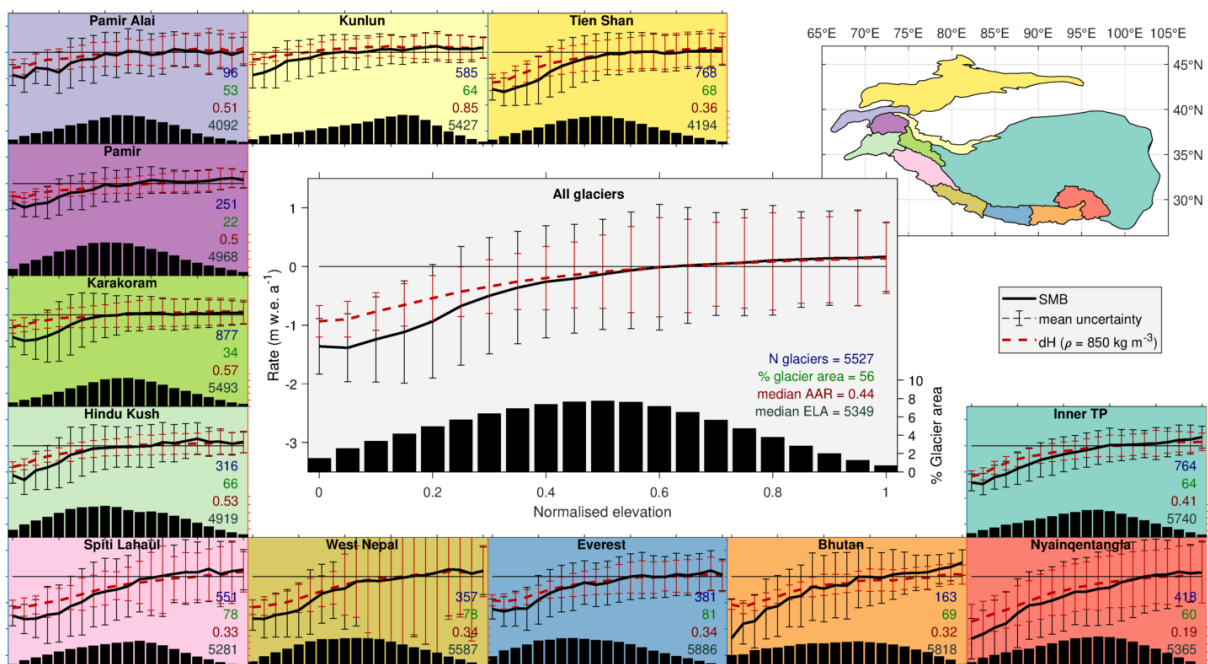 Pamir Alai
96
53
0.51
4092
Kunlun
585
64
0.85
5427
Tien Shan
768
68
0.36
4194
65°E 70°E 75°E 80°E 85°E 90°E 95°E 100°E 105°E
45°N
40°N
35°N
30°N
Pamir
251
22
0.5
4968
Karakoram
877
34
0.57
5493
Hindu Kush
316
66
0.53
4919
All glaciers
Rate (m w.e. a⁻¹)
1
0
-1
-2
-3
N glaciers = 5527
% glacier area = 56
median AAR = 0.44
median ELA = 5349
10
8
6
4
2
0
% Glacier area
0 0.2 0.4 0.6 0.8 1
Normalised elevation
SMB
mean uncertainty
dH (ρ = 850 kg m⁻³)
Inner TP
764
64
0.41
5740
Spiti Lahaul
551
78
0.33
5281
West Nepal
357
78
0.34
5587
Everest
381
81
0.34
5886
Bhutan
163
69
0.32
5818
Nyainqentangla
418
60
0.19
5365